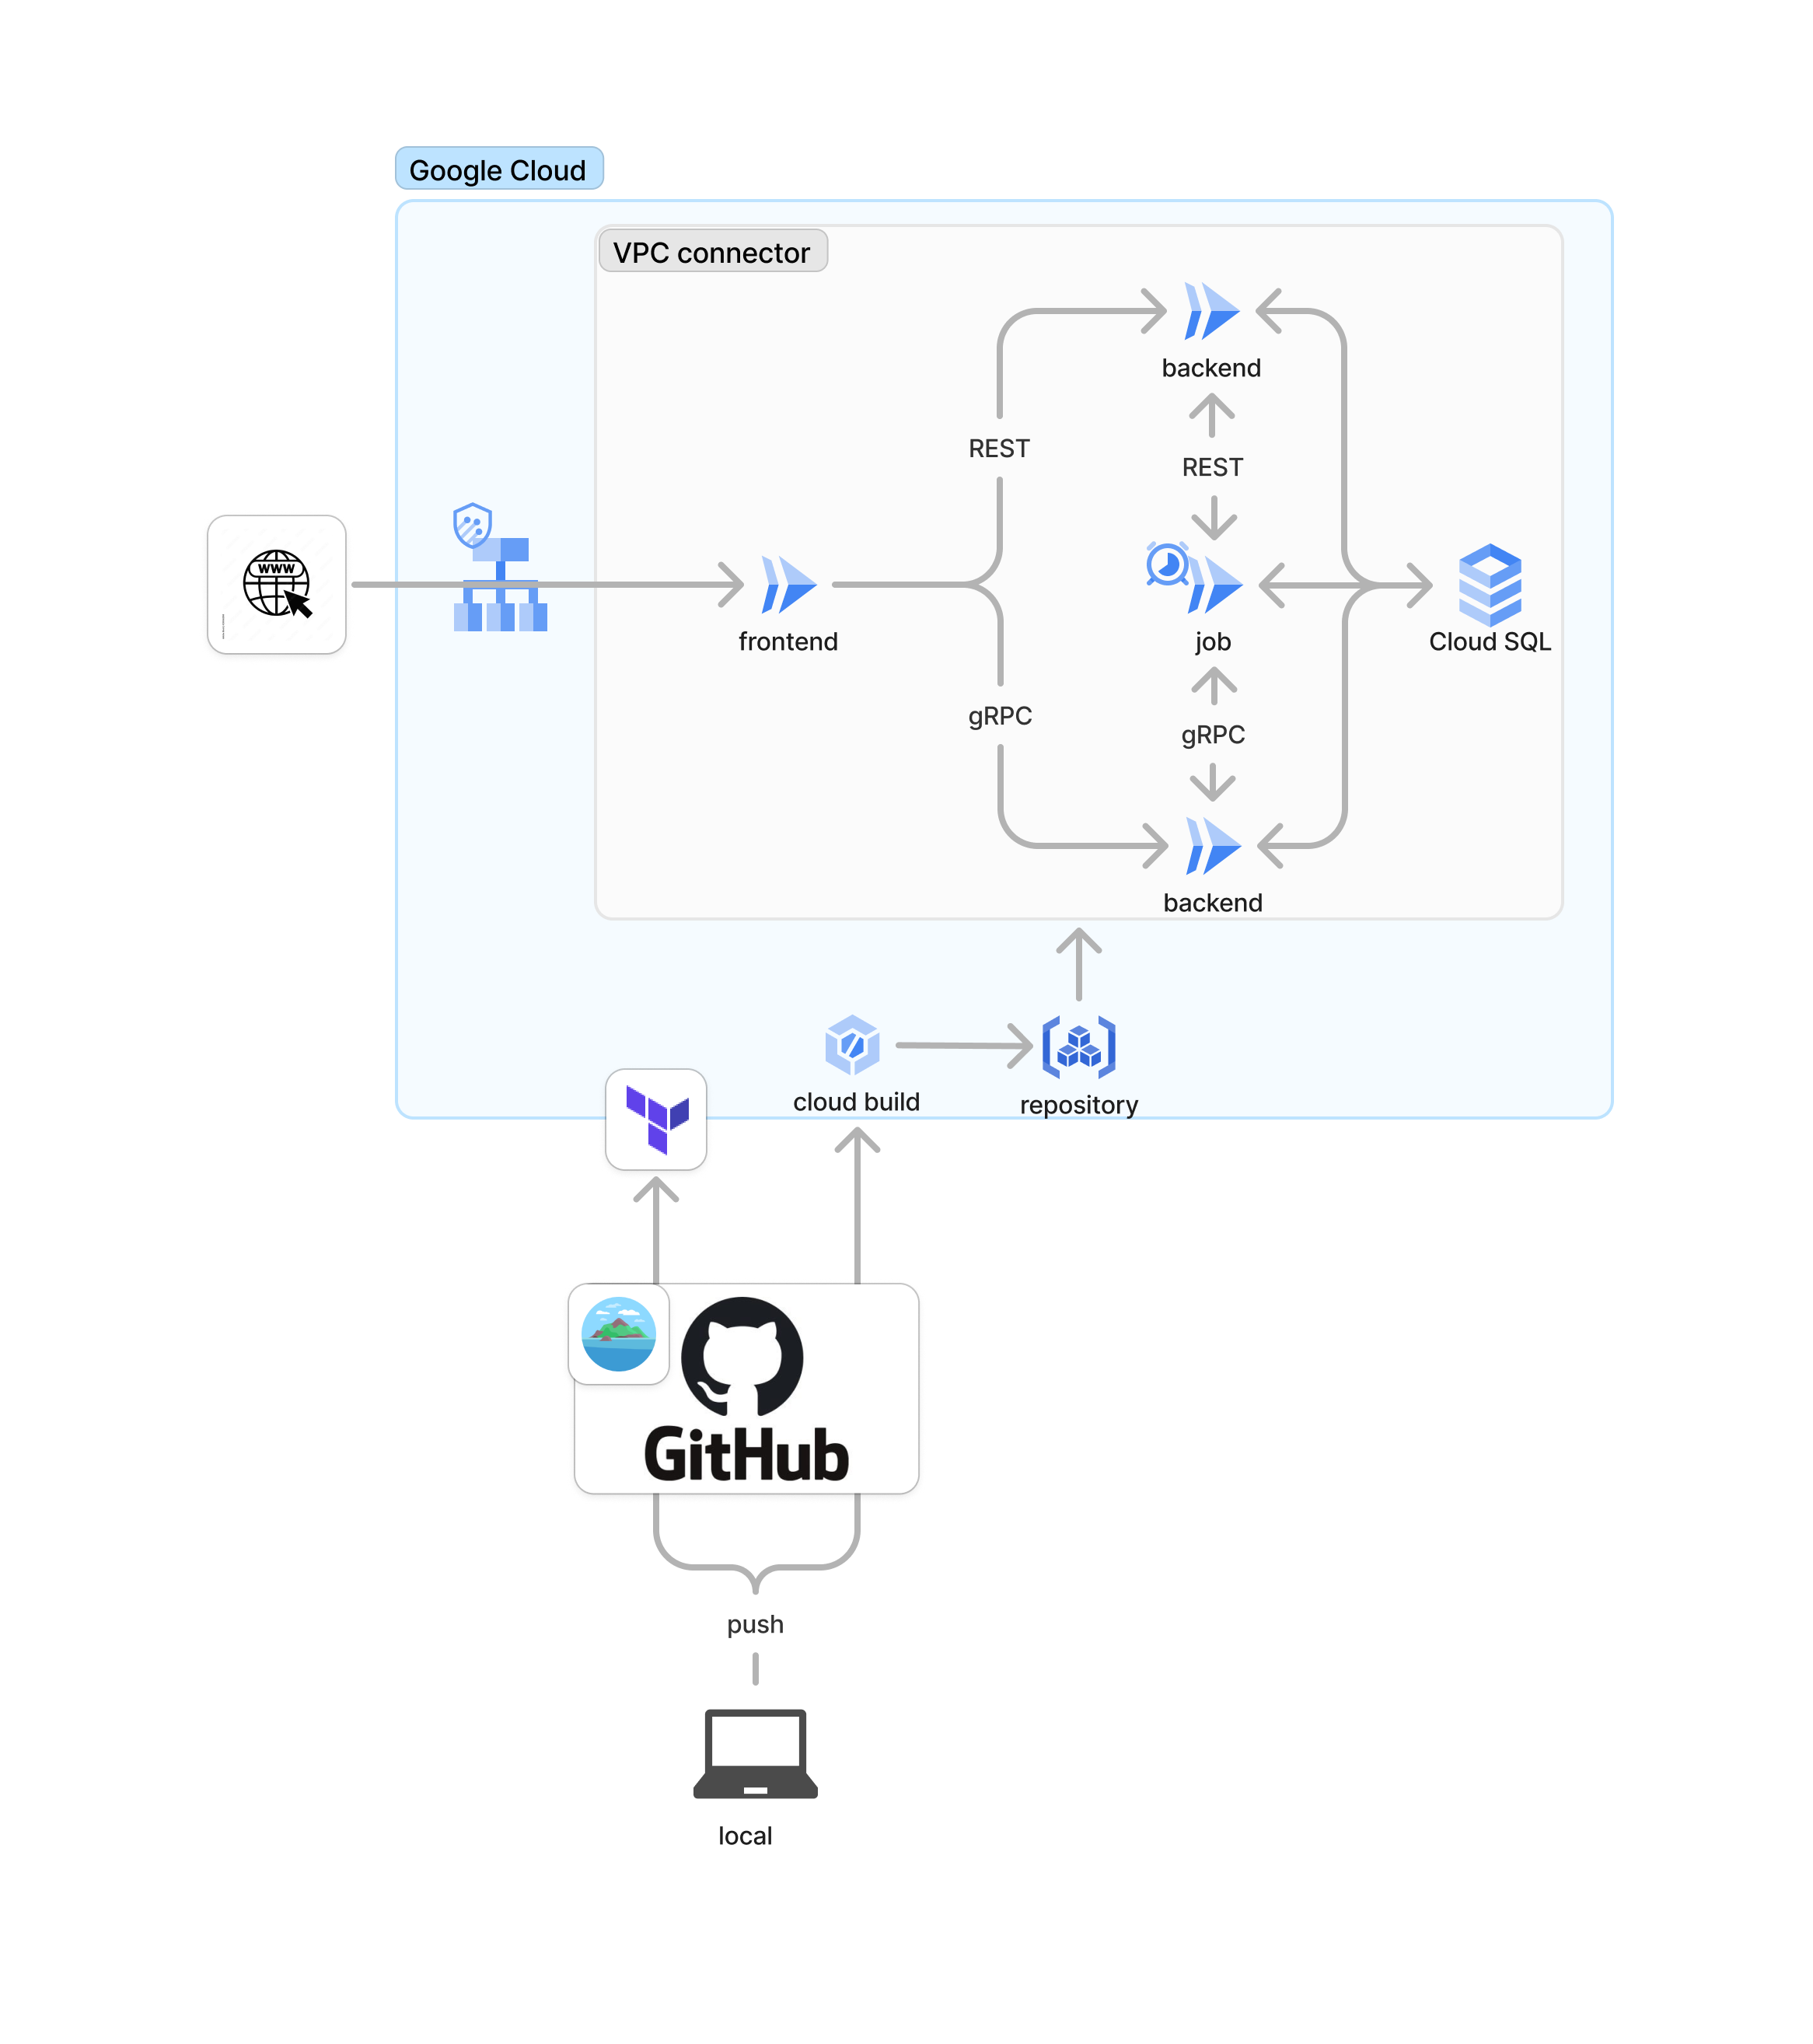 Google Cloud
VPC connector
backend
REST
REST
WWW
frontend
job
Cloud SQL
gRPC
gRPC
backend
cloud build
repository
GitHub
push
local